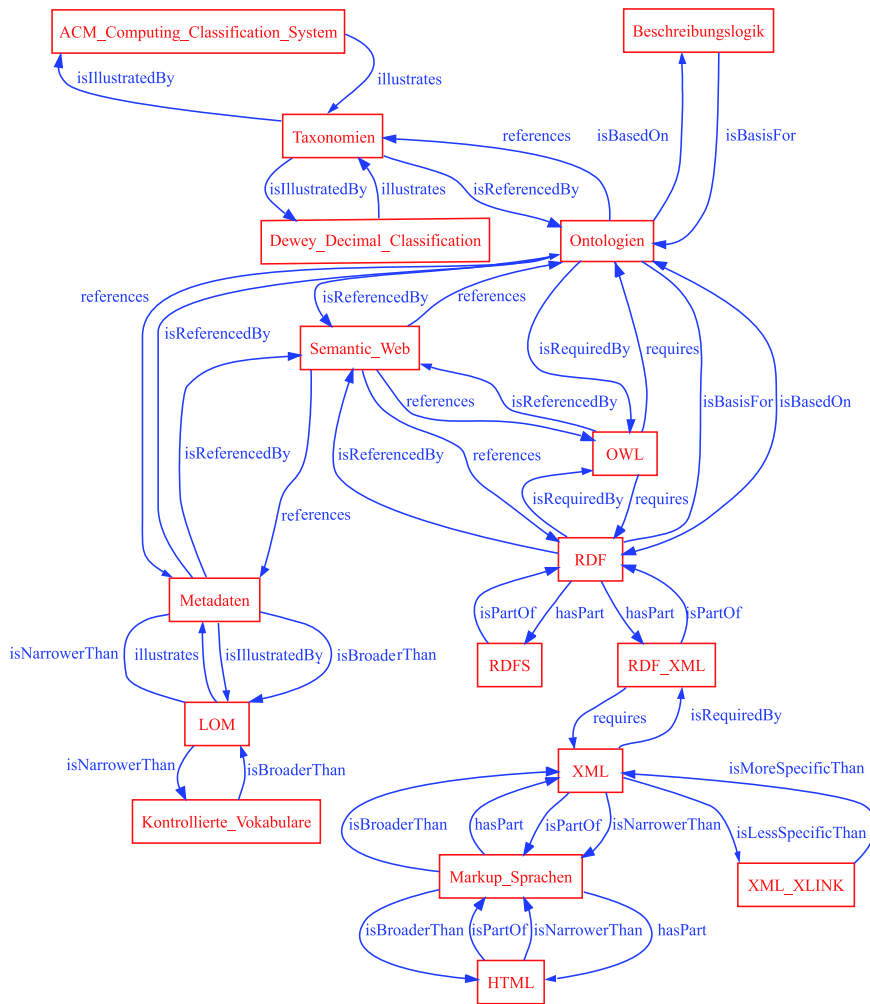 ACM_Computing_Classification_System
Beschreibungslogik
isIllustratedBy
illustrates
Taxonomien
references
isBasedOn
isBasisFor
isIllustratedBy
illustrates
isReferencedBy
Dewey_Decimal_Classification
Ontologien
references
isReferencedBy
references
isReferencedBy
Semantic_Web
isRequiredBy
requires
references
isReferencedBy
isBasisFor
isBasedOn
isReferencedBy
isReferencedBy
references
OWL
isRequiredBy
requires
references
RDF
Metadaten
isPartOf
hasPart
hasPart
isPartOf
isNarrowerThan
illustrates
isIllustratedBy
isBroaderThan
RDFS
RDF_XML
LOM
requires
isRequiredBy
isNarrowerThan
isBroaderThan
XML
isMoreSpecificThan
Kontrollierte_Vokabulare
isBroaderThan
hasPart
isPartOf
isNarrowerThan
isLessSpecificThan
Markup_Sprachen
XML_XLINK
isBroaderThan
isPartOf
isNarrowerThan
hasPart
HTML